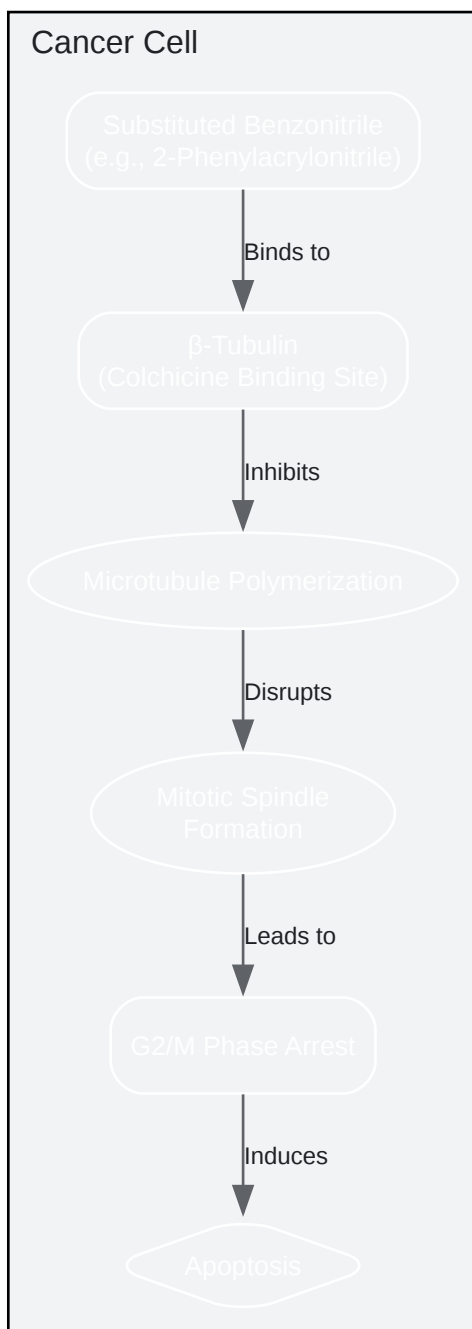 Cancer Cell
Substituted Benzonitrile
(e.g., 2-Phenylacrylonitrile)
Binds to
β-Tubulin
(Colchicine Binding Site)
Inhibits
Microtubule Polymerization
Disrupts
Mitotic Spindle
Formation
Leads to
G2/M Phase Arrest
Induces
Apoptosis